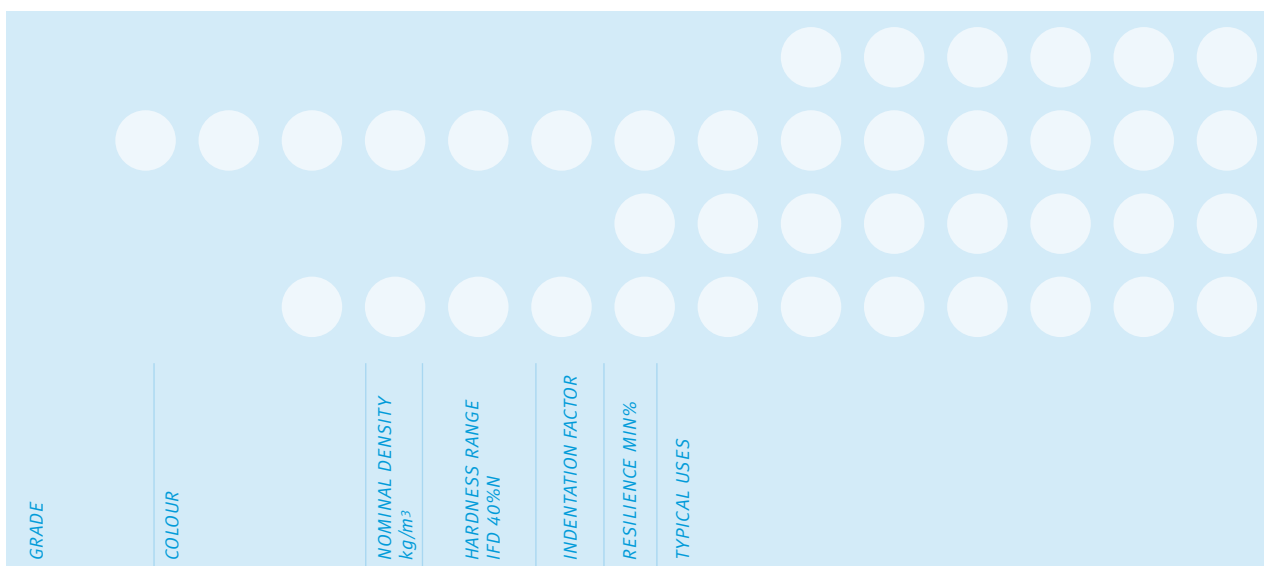 GRADE
COLOUR
NOMINAL DENSITY
kg/m³
HARDNESS RANGE
IFD 40%N
INDENTATION FACTOR
RESILIENCE MIN%
TYPICAL USES